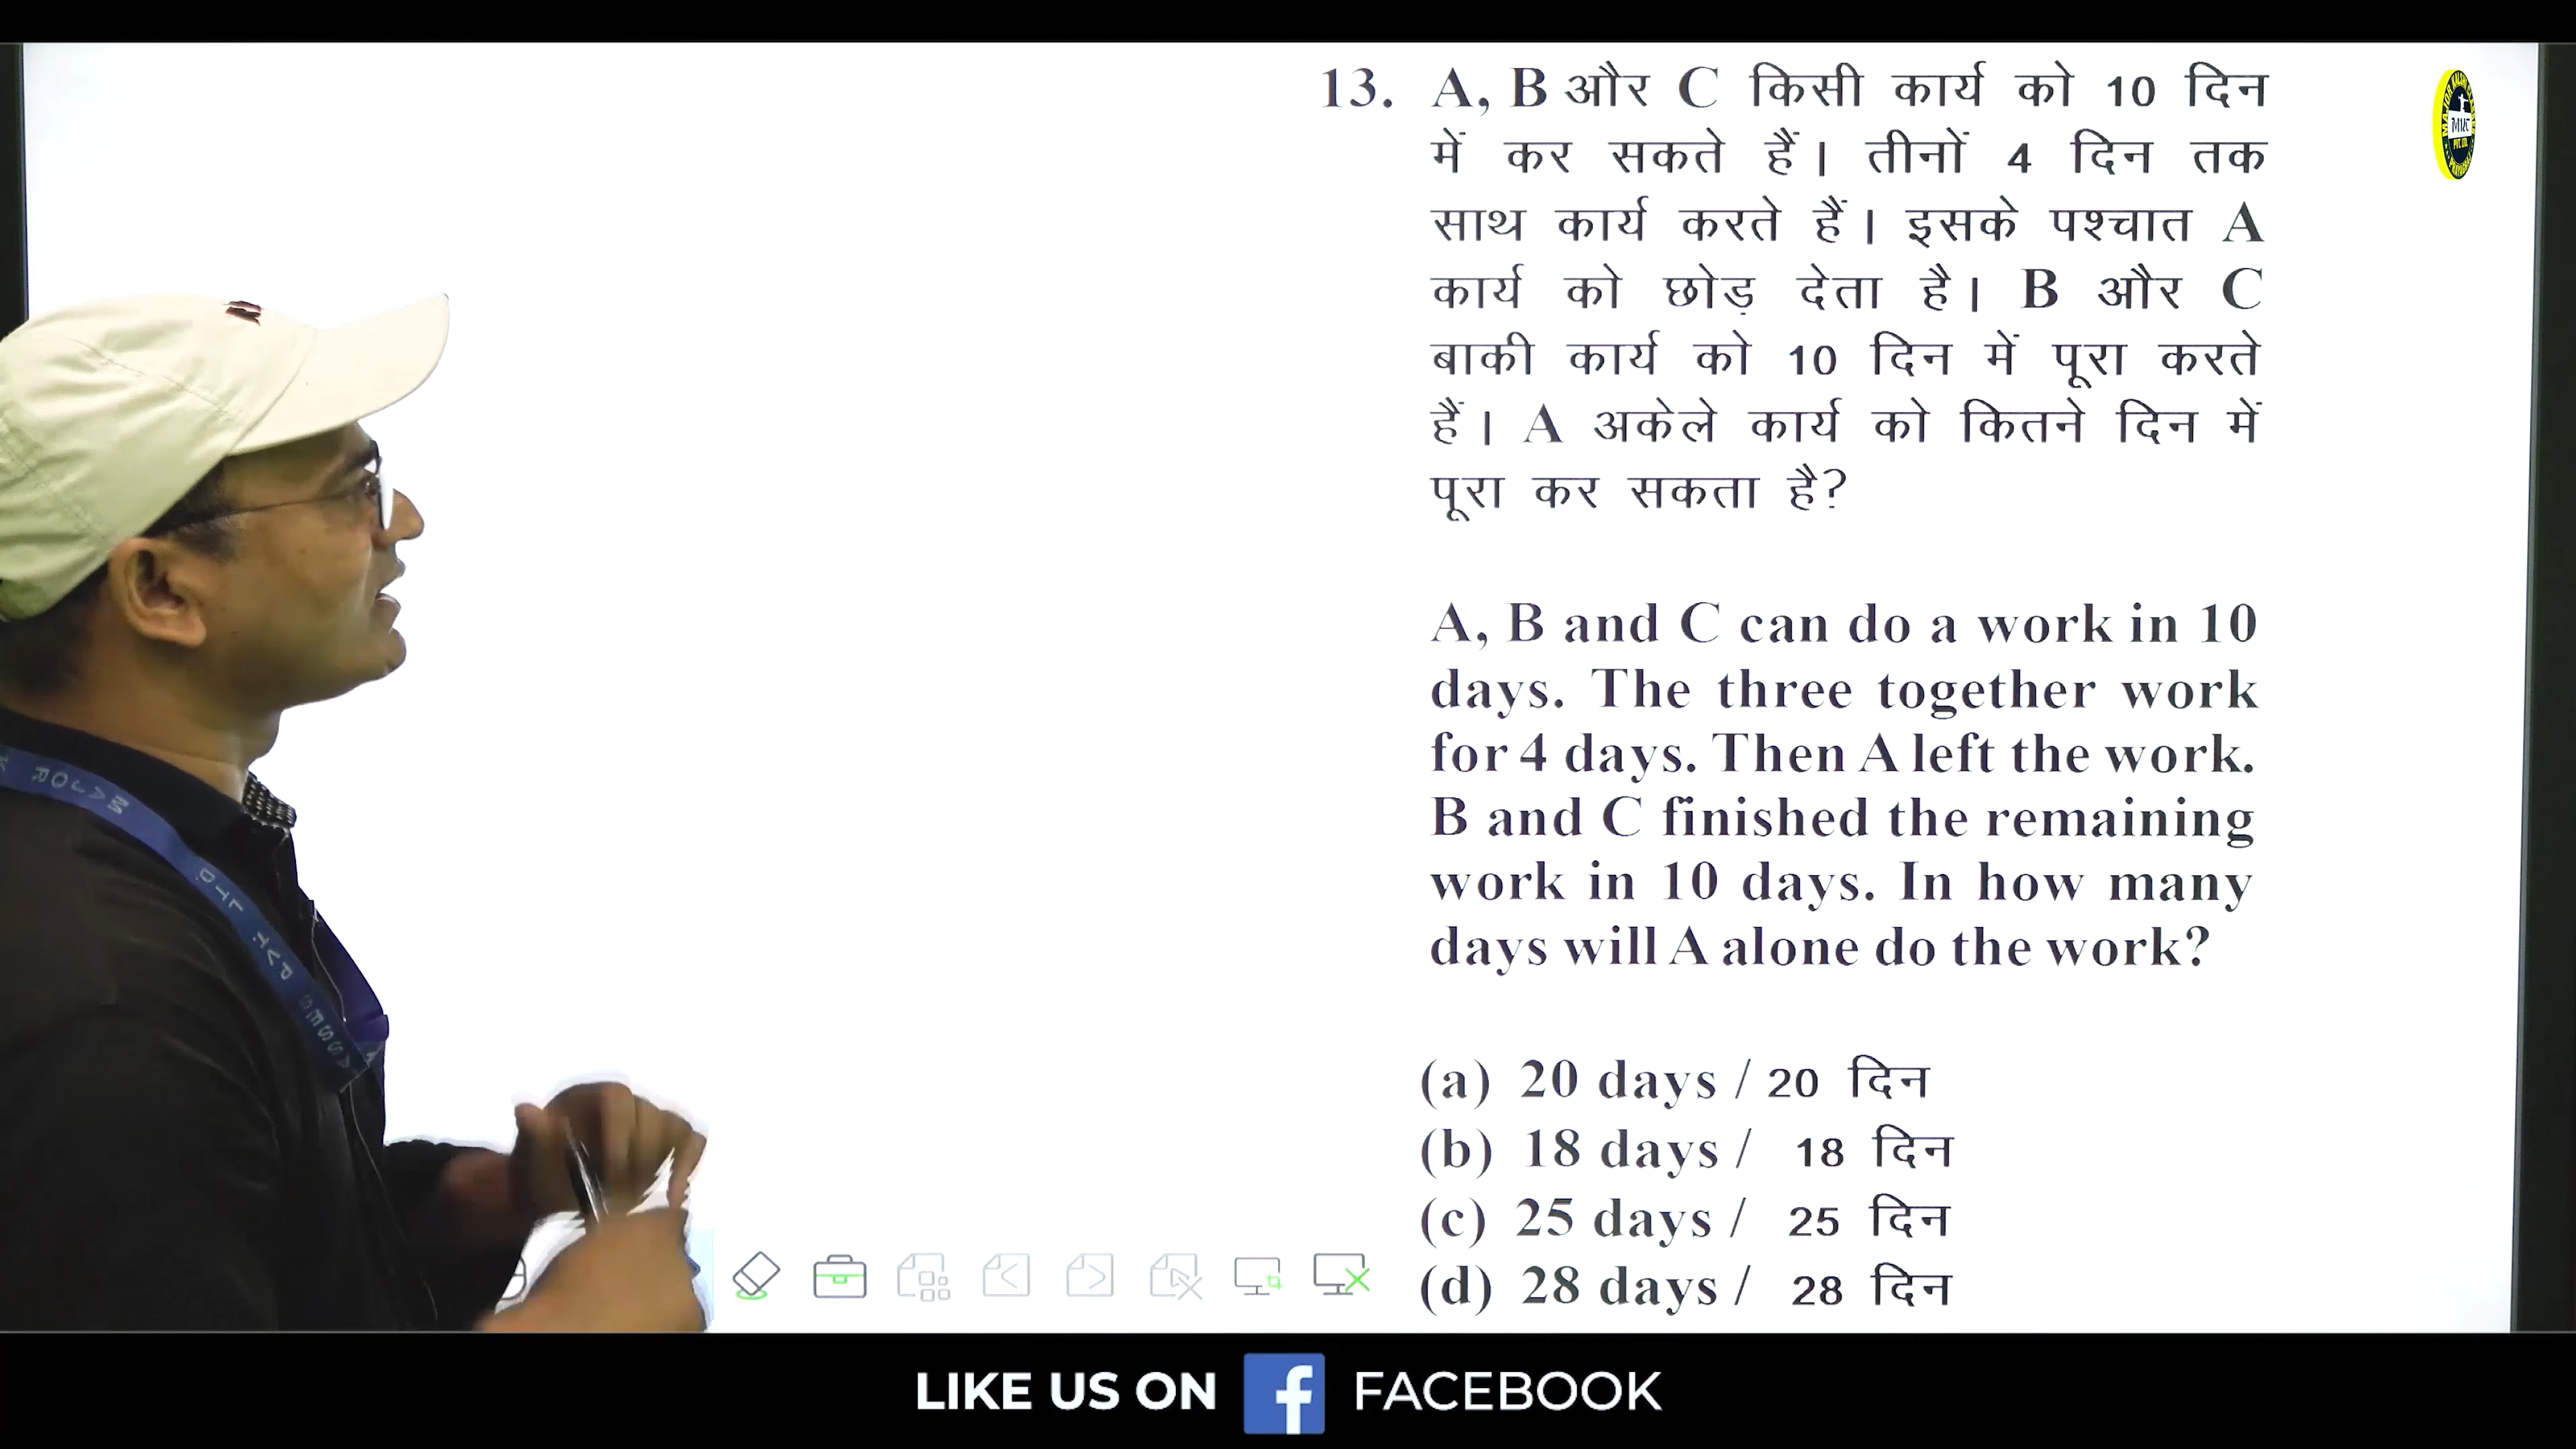 13. A, B और C किसी कार्य को 10 दिन
में कर सकते हैं। तीनों 4 दिन तक
साथ कार्य करते हैं। इसके पश्चात A
कार्य को छोड़ देता है। B और C
बाकी कार्य को 10 दिन में पूरा करते
हैं। A अकेले कार्य को कितने दिन में
पूरा कर सकता है?
A, B and C can do a work in 10
days. The three together work
for 4 days. Then A left the work.
B and C finished the remaining
work in 10 days. In how many
days will A alone do the work?
(a) 20 days / 20 दिन
(b) 18 days / 18 दिन
(c) 25 days / 25 दिन
(d) 28 days / 28 दिन
LIKE US ON f FACEBOOK